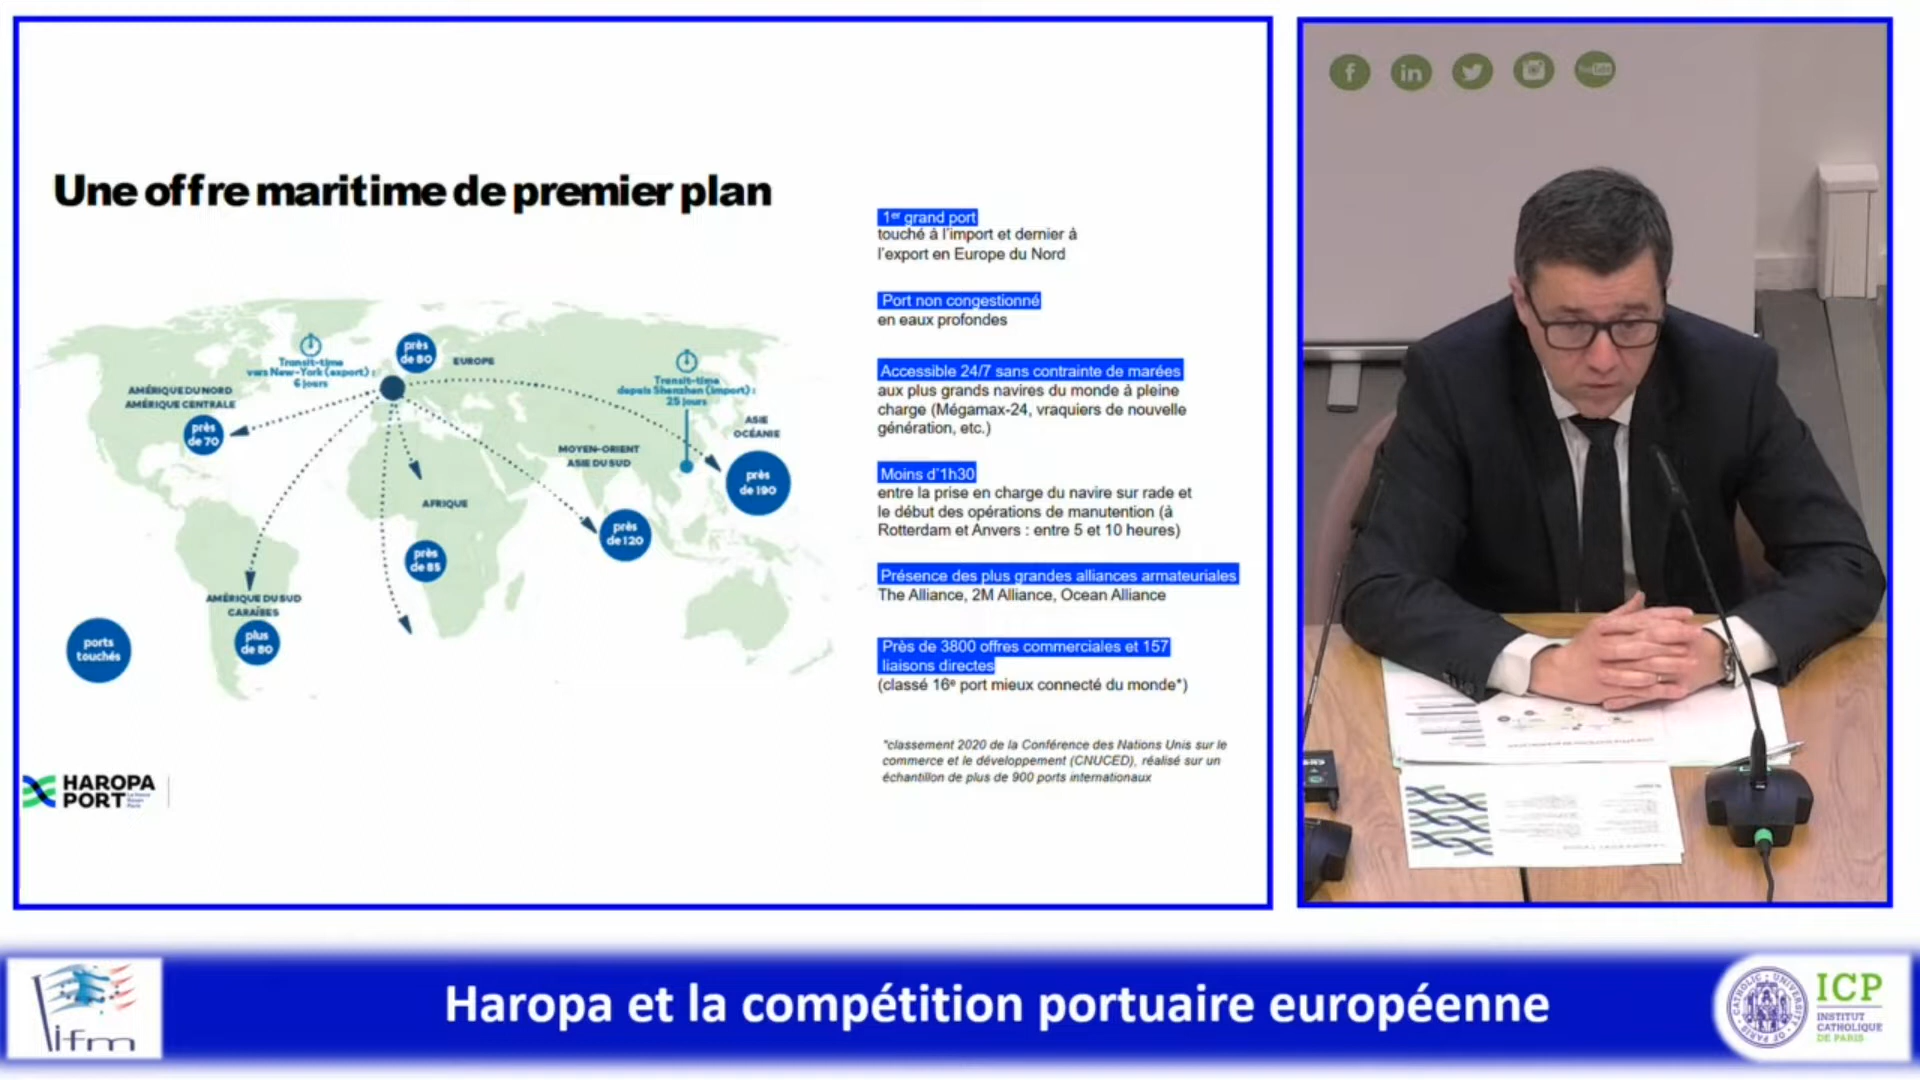 Une offre maritime de premier plan
1er grand port
touché à l'import et dernier à
l'export en Europe du Nord
Port non congestionné
en eaux profondes
Accessible 24/7 sans contrainte de marées
aux plus grands navires du monde à pleine
charge (Mégamax-24, vraquiers de nouvelle
génération, etc.)
Moins d'1h30
entre la prise en charge du navire sur rade et
le début des opérations de manutention (à
Rotterdam et Anvers : entre 5 et 10 heures)
Présence des plus grandes alliances armateuriales
The Alliance, 2M Alliance, Ocean Alliance
Près de 3800 offres commerciales et 157
liaisons directes
(classé 16e port mieux connecté du monde*)
*classement 2020 de la Conférence des Nations Unis sur le
commerce et le développement (CNUCED), réalisé sur un
échantillon de plus de 900 ports internationaux
Transit-time
vers New-York (export) :
6 jours
près
de 80
EUROPE
Transit-time
depuis Shenzhen (import) :
25 jours
AMÉRIQUE DU NORD
AMÉRIQUE CENTRALE
près
de 70
ASIE
OCÉANIE
près
de 190
MOYEN-ORIENT
ASIE DU SUD
près
de 120
AFRIQUE
près
de 85
AMÉRIQUE DU SUD
CARAÏBES
plus
de 80
ports
touchés
HAROPA
PORT
f
in
YouTube
Haropa et la compétition portuaire européenne
ifm
ICP
INSTITUT
CATHOLIQUE
DE PARIS
CATHOLIC UNIVERSITY OF PARIS